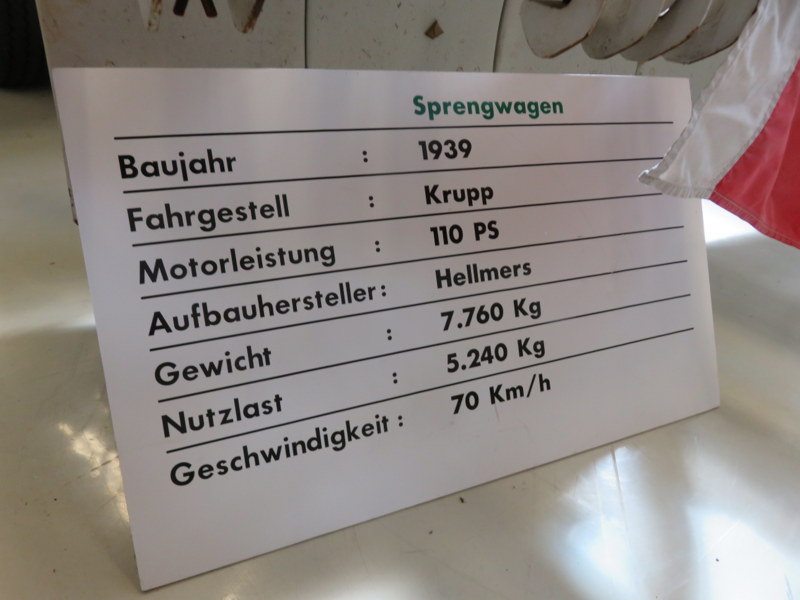 Sprengwagen
Baujahr : 1939
Fahrgestell : Krupp
Motorleistung : 110 PS
Aufbauhersteller: Hellmers
Gewicht : 7.760 Kg
Nutzlast : 5.240 Kg
Geschwindigkeit : 70 Km/h